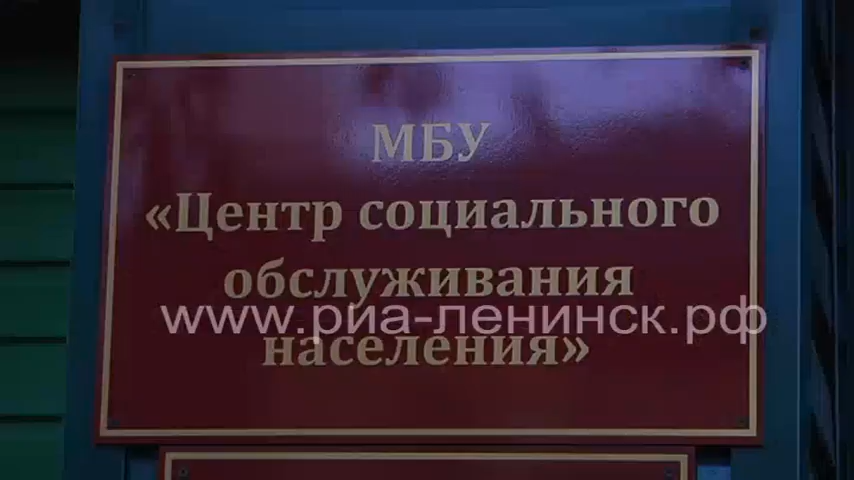 МБУ
«Центр социального
обслуживания
www.риа-ленинск.рф
населения»